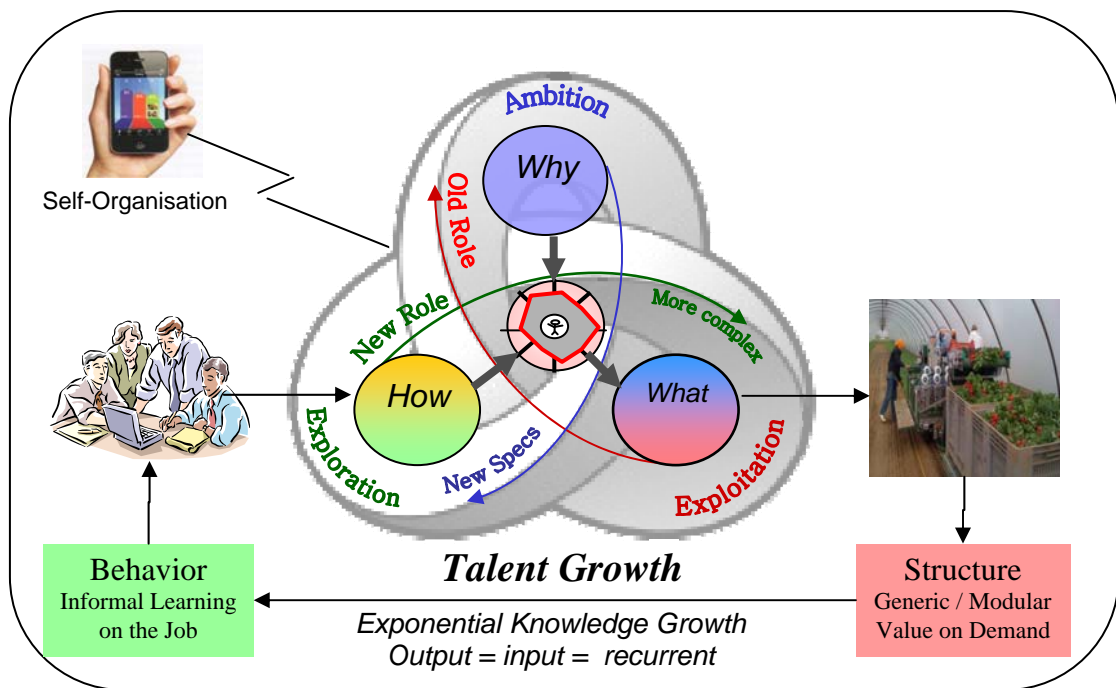 Self-Organisation
Ambition
Why
Old Role
New Role
More complex
How
What
Exploration
New Specs
Exploitation
Talent Growth
Behavior
Informal Learning
on the Job
Structure
Generic / Modular
Value on Demand
Exponential Knowledge Growth
Output = input = recurrent